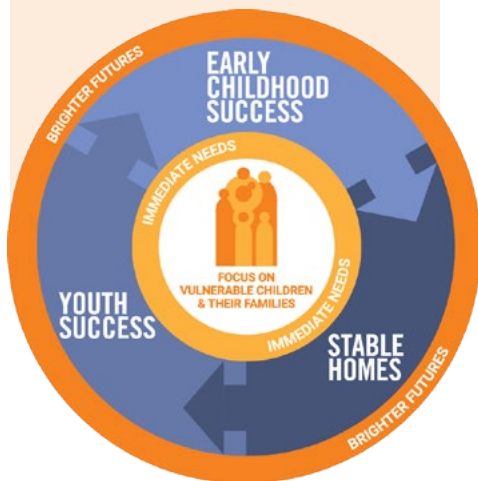 BRIGHTER FUTURES
EARLY
CHILDHOOD
SUCCESS
IMMEDIATE NEEDS
FOCUS ON
VULNERABLE CHILDREN
& THEIR FAMILIES
IMMEDIATE NEEDS
YOUTH
SUCCESS
STABLE
HOMES
BRIGHTER FUTURES